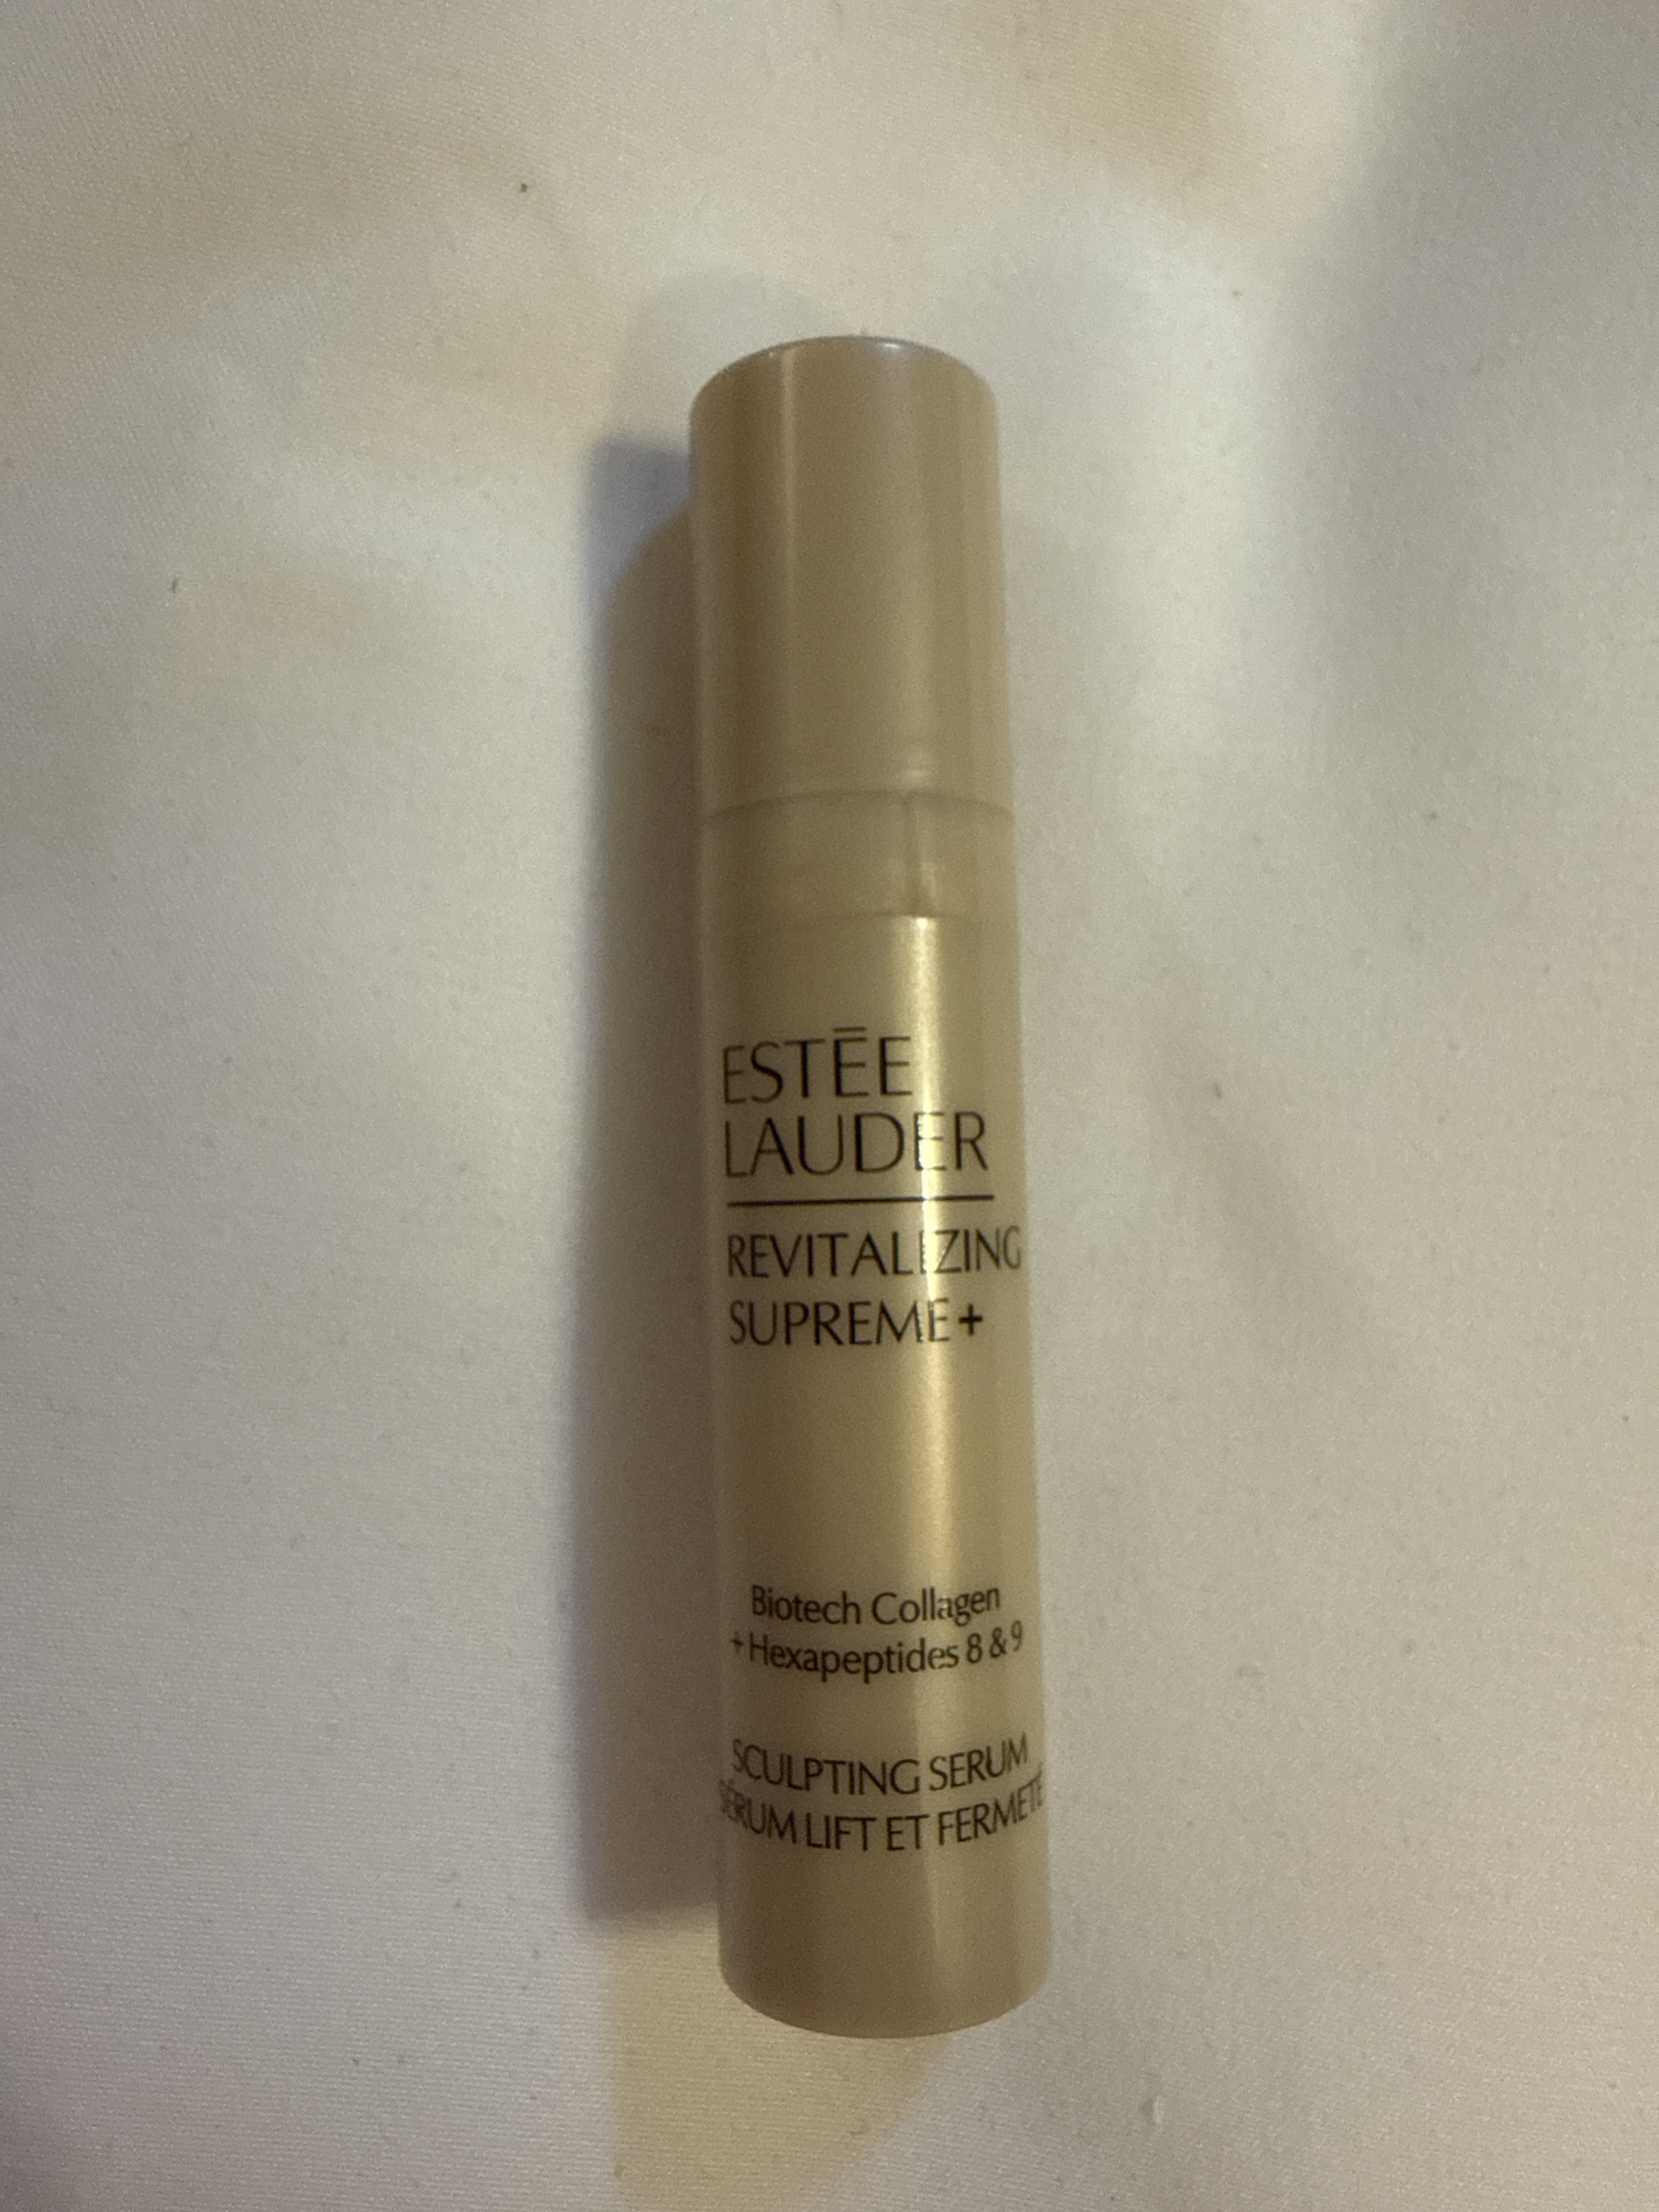 ESTĒE
LAUDER
REVITALIZING
SUPREME+
Biotech Collagen
+Hexapeptides 8 & 9
SCULPTING SERUM
SÉRUM LIFT ET FERMETÉ